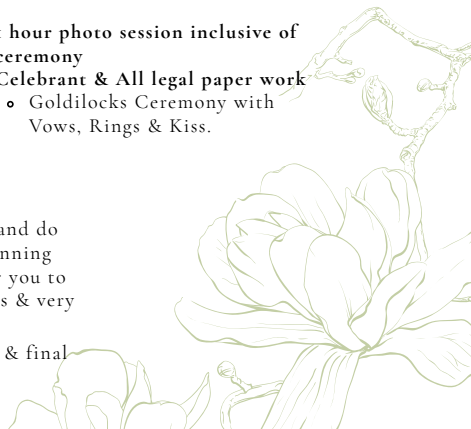 hour photo session inclusive of
ceremony
Celebrant & All legal paper work
Goldilocks Ceremony with
Vows, Rings & Kiss.
and do
nning
you to
s & very
& final